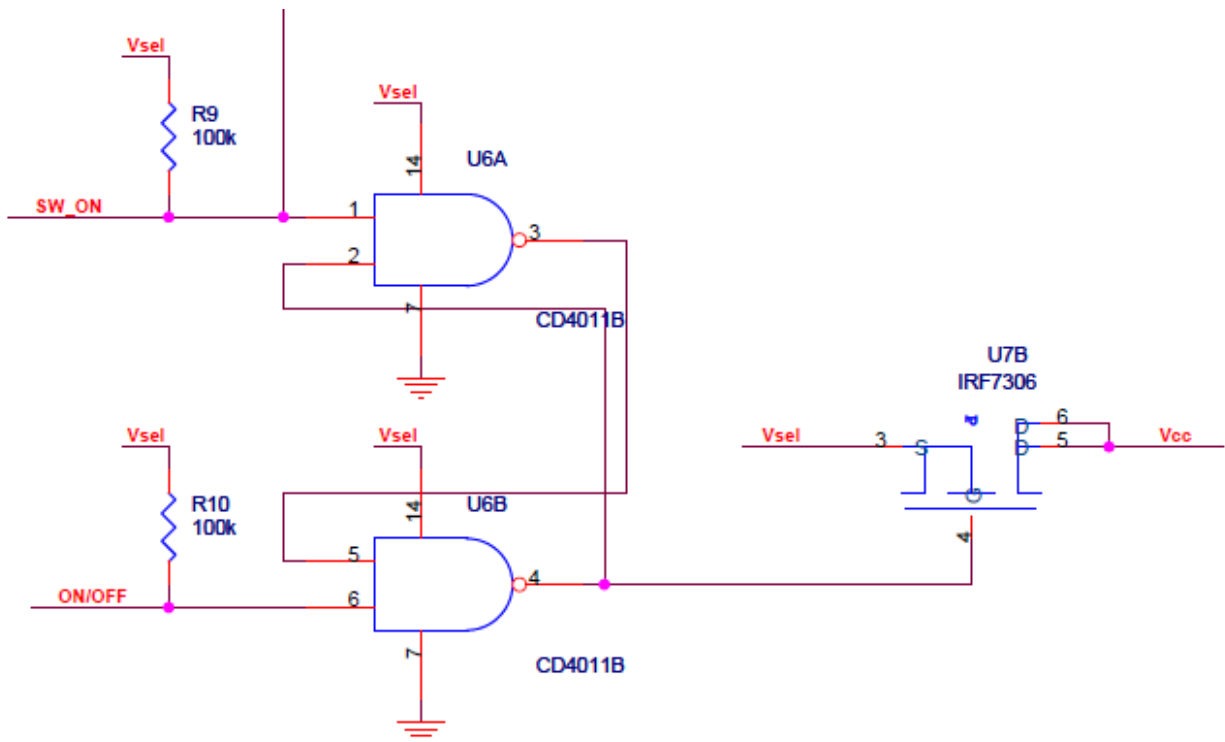 Vsel
R9
100k
SW_ON
Vsel
14
U6A
1
2
3
7
CD4011B
Vsel
R10
100k
ON/OFF
Vsel
14
U6B
5
6
4
7
CD4011B
U7B
IRF7306
Vsel
3
S
G
4
D
6
D
5
Vcc